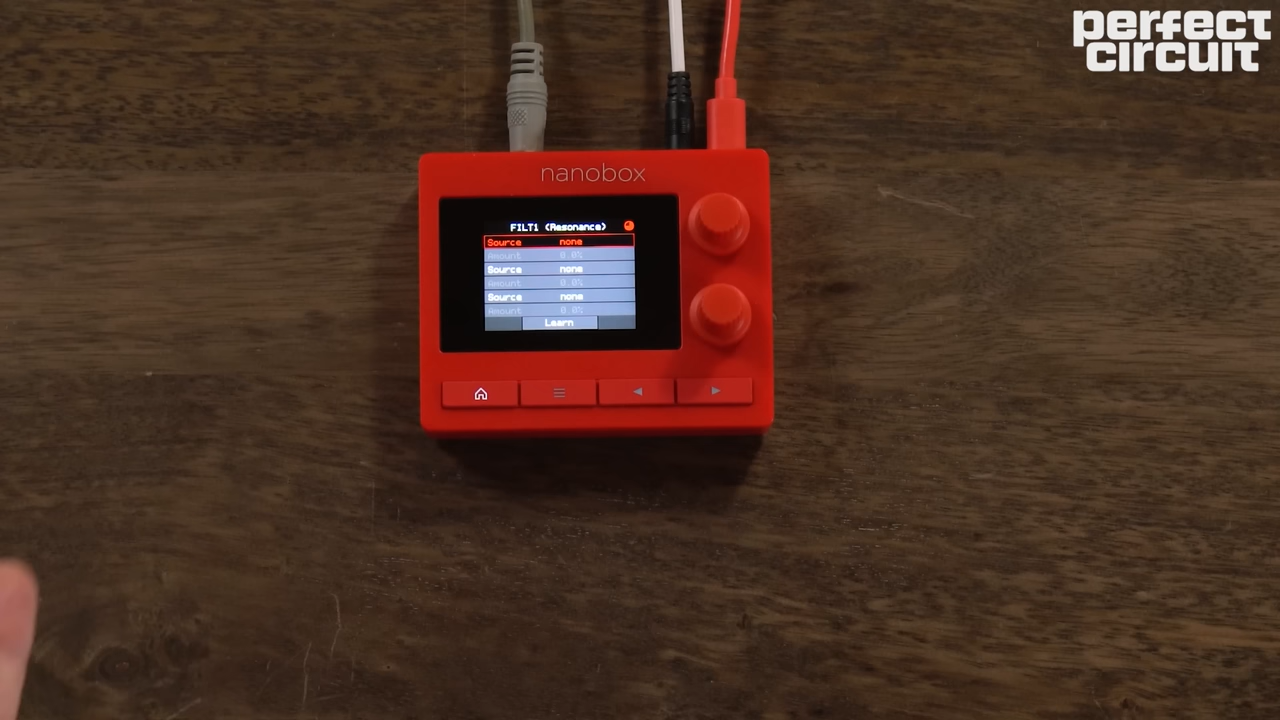 perfect
circuit
nanobox
FILT1 (Resonance)
Source none
Amount 0.0%
Source none
Amount 0.0%
Source none
Amount 0.0%
Learn